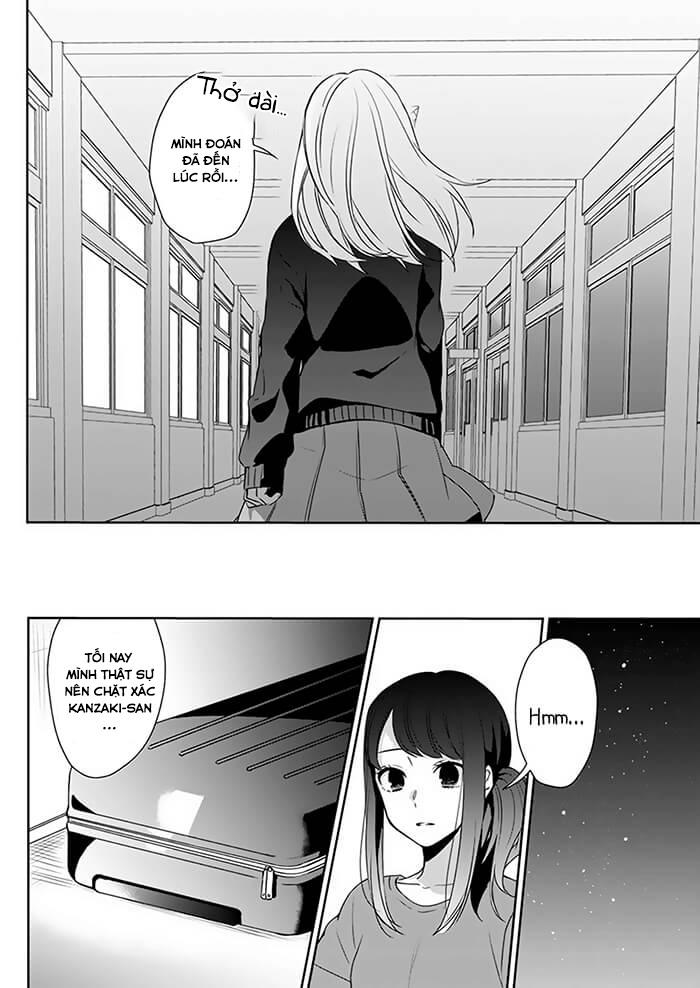 Thở dài...
MÌNH ĐOÁN
ĐÃ ĐẾN
LÚC RỒI...
Hmm...
TỐI NAY
MÌNH THẬT SỰ
NÊN CHẶT XÁC
KANZAKI-SAN
...